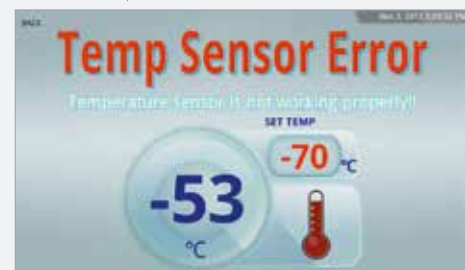 BACK
Temp Sensor Error
Temperature Sensor is not working properly!!
SET TEMP
-70 °C
-53
°C